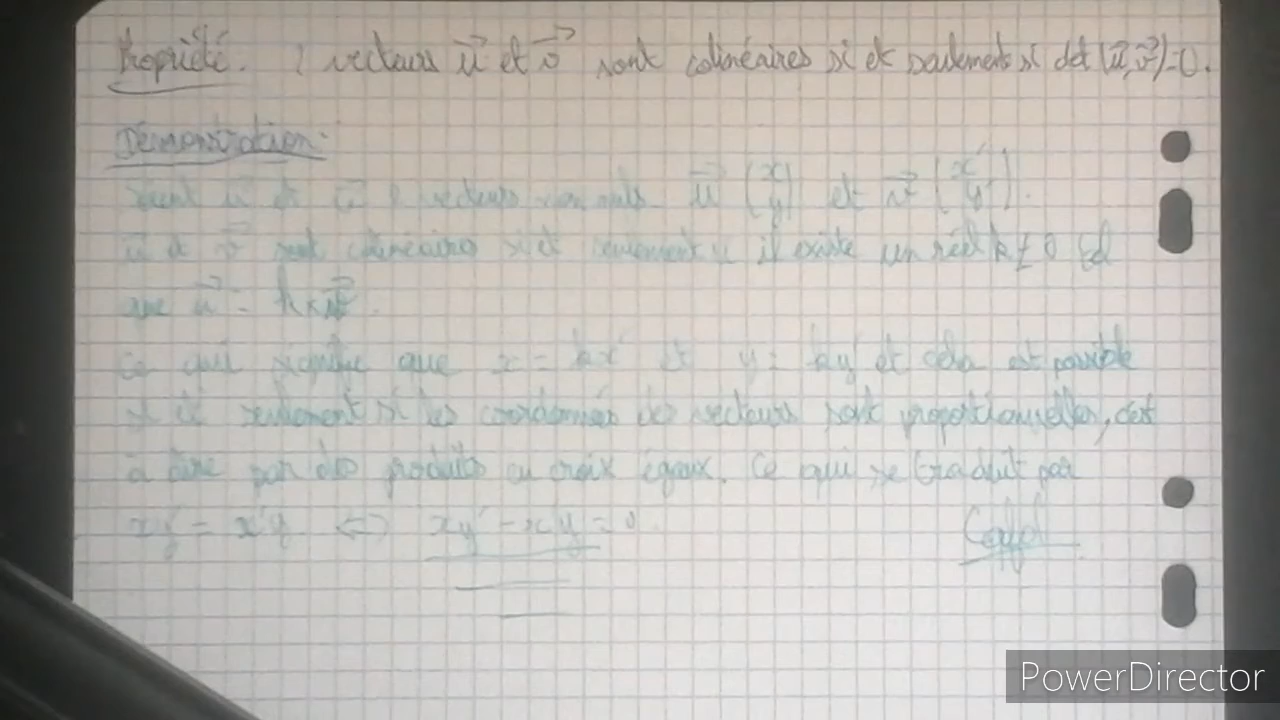 Propriété. 2 vecteurs u⃗ et v⃗ sont colinéaires si et seulement si det(u⃗,v⃗)=0.
Démonstration:
Soient u⃗ et v⃗ 2 vecteurs non nuls u⃗ (x y) et v⃗ (x' y').
u⃗ et v⃗ sont colinéaires si et seulement si il existe un réel k≠0 tel
que u⃗ = k×v⃗.
Ce qui signifie que x = kx' et y = ky' et cela est possible
si et seulement si les coordonnées des vecteurs sont proportionnelles, c'est
à dire par des produits en croix égaux. Ce qui se traduit par
xy' = x'y ⇔ xy' - x'y = 0.
PowerDirector